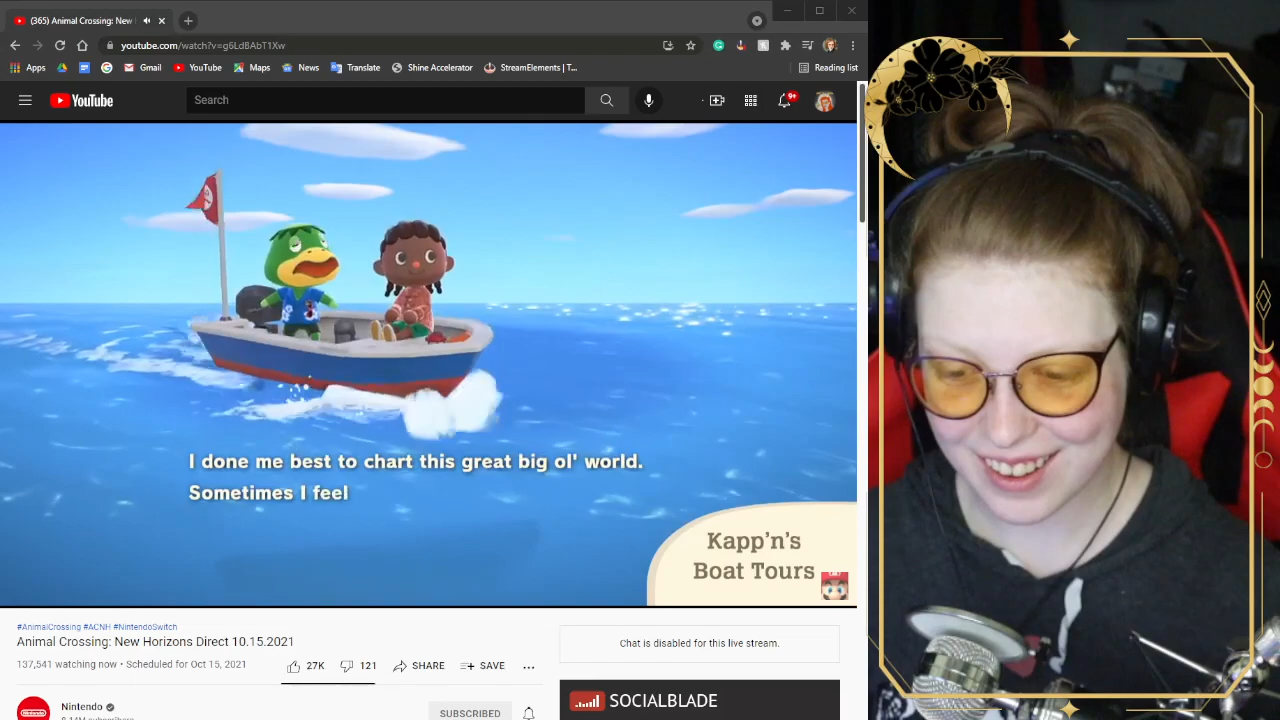 (365) Animal Crossing: New
youtube.com/watch?v=g6LdBAbT1Xw
Apps Gmail YouTube Maps News Translate Shine Accelerator StreamElements | T... Reading list
YouTube
Search
9+
I done me best to chart this great big ol' world.
Sometimes I feel
Kapp'n's
Boat Tours
#AnimalCrossing #ACNH #NintendoSwitch
Animal Crossing: New Horizons Direct 10.15.2021
137,541 watching now • Scheduled for Oct 15, 2021
27K 121 SHARE SAVE
Chat is disabled for this live stream.
Nintendo
SUBSCRIBED
SOCIALBLADE